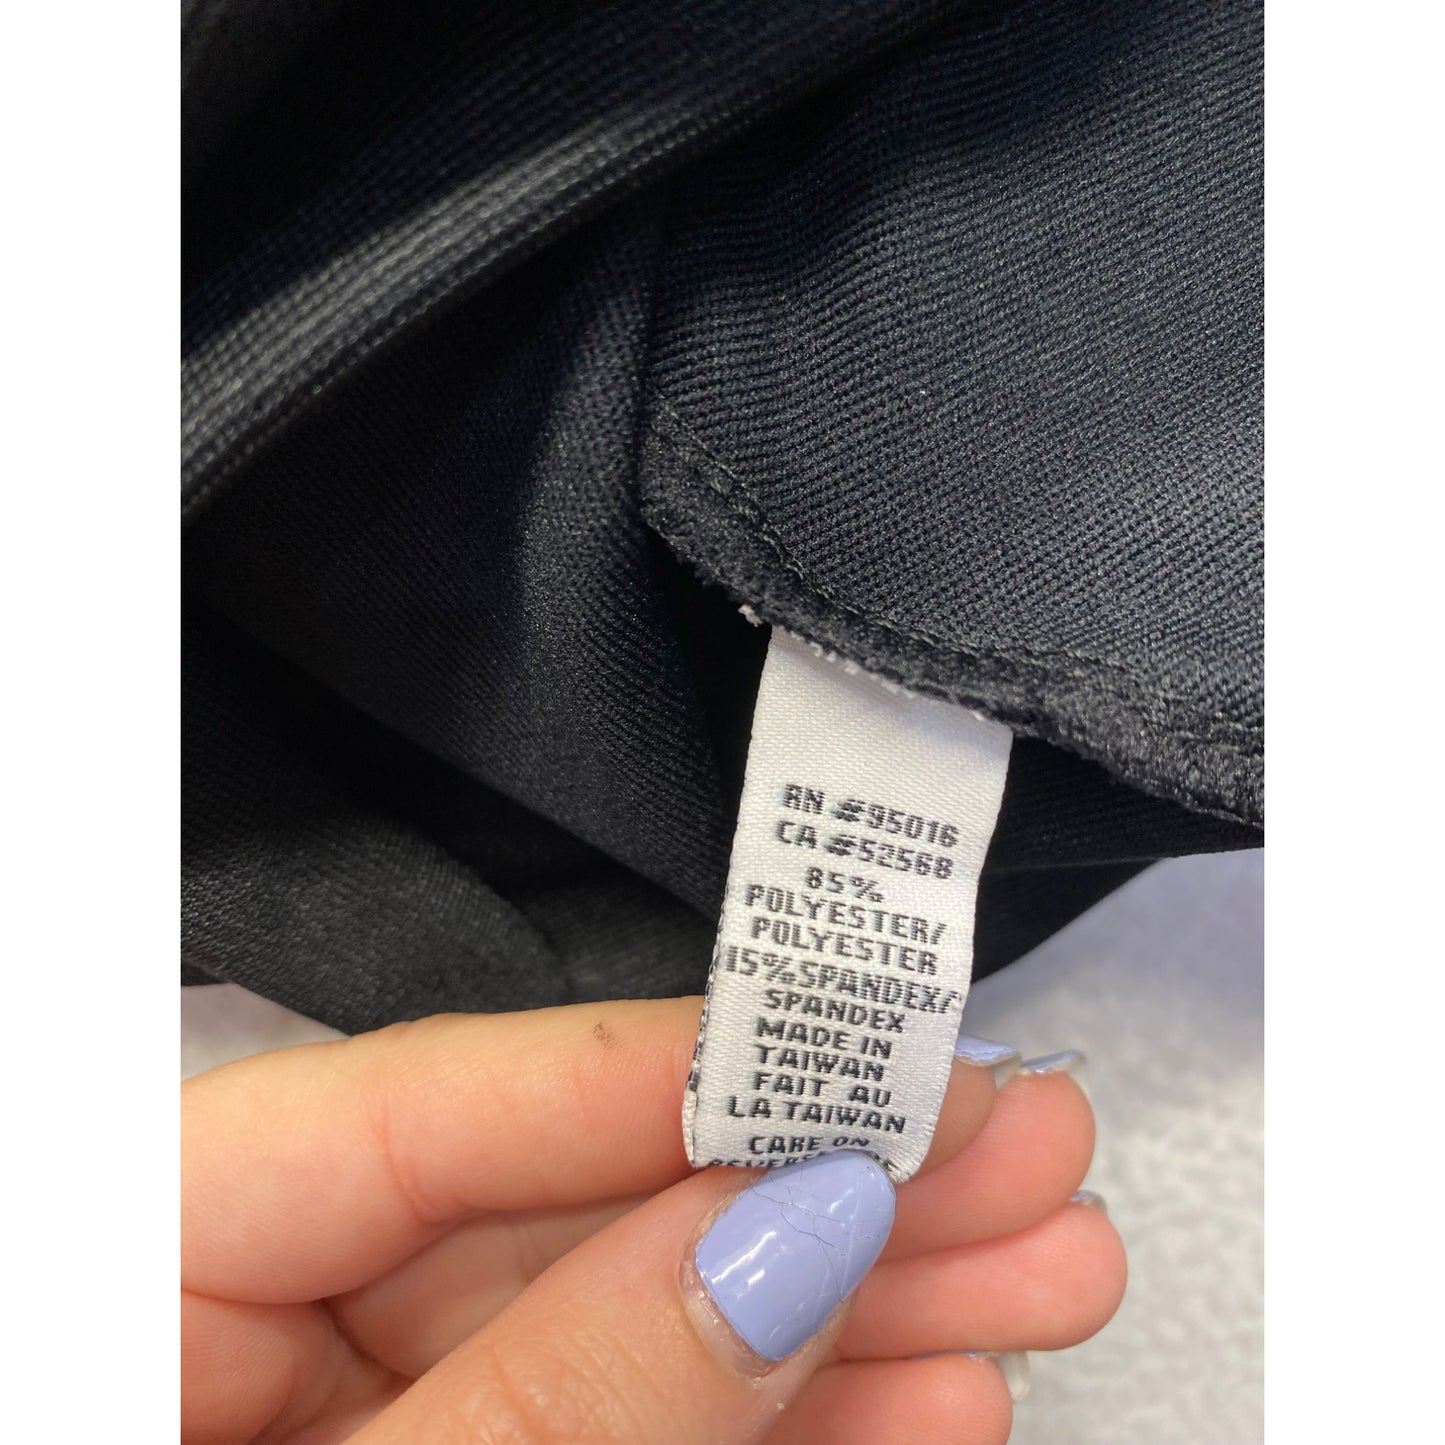 RN #95016
CA #52568
85%
POLYESTER/
POLYESTER
15%SPANDEX/
SPANDEX
MADE IN
TAIWAN
FAIT AU
LA TAIWAN
CARE ON